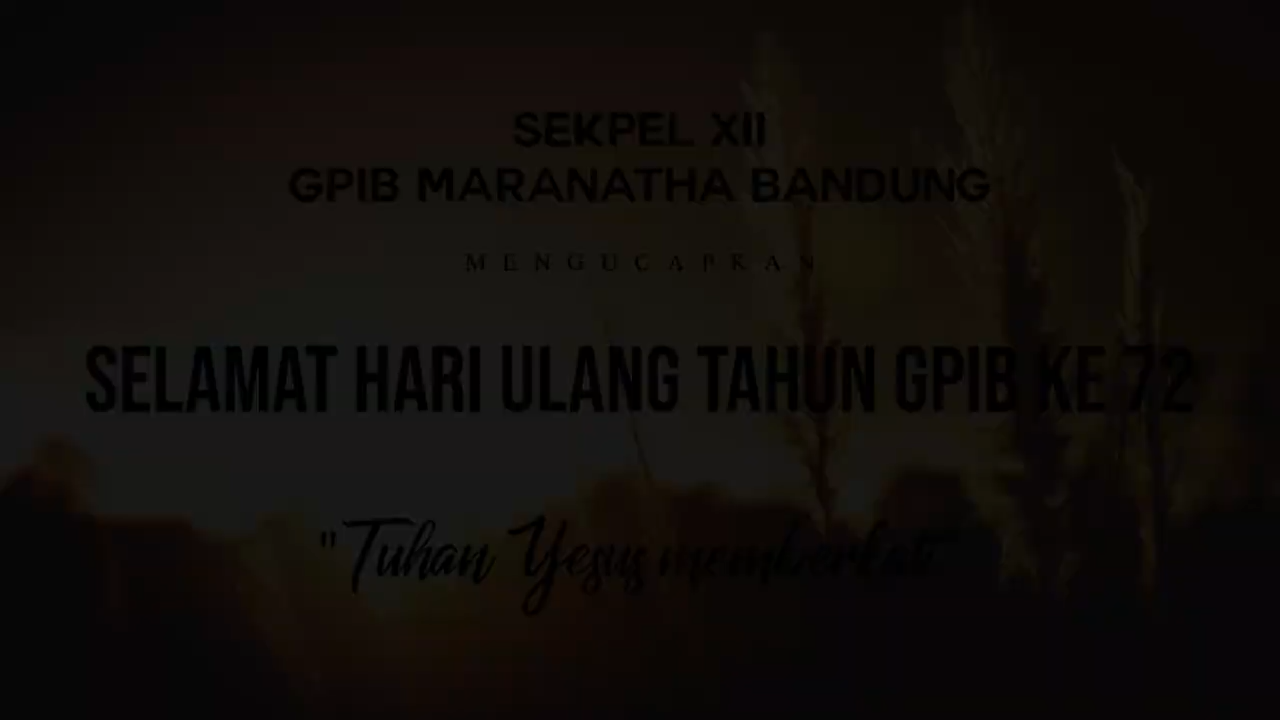 SEKPEL XII
GPIB MARANATHA BANDUNG
MENGUCAPKAN
SELAMAT HARI ULANG TAHUN GPIB KE 72
"Tuhan Yesus memberkati"